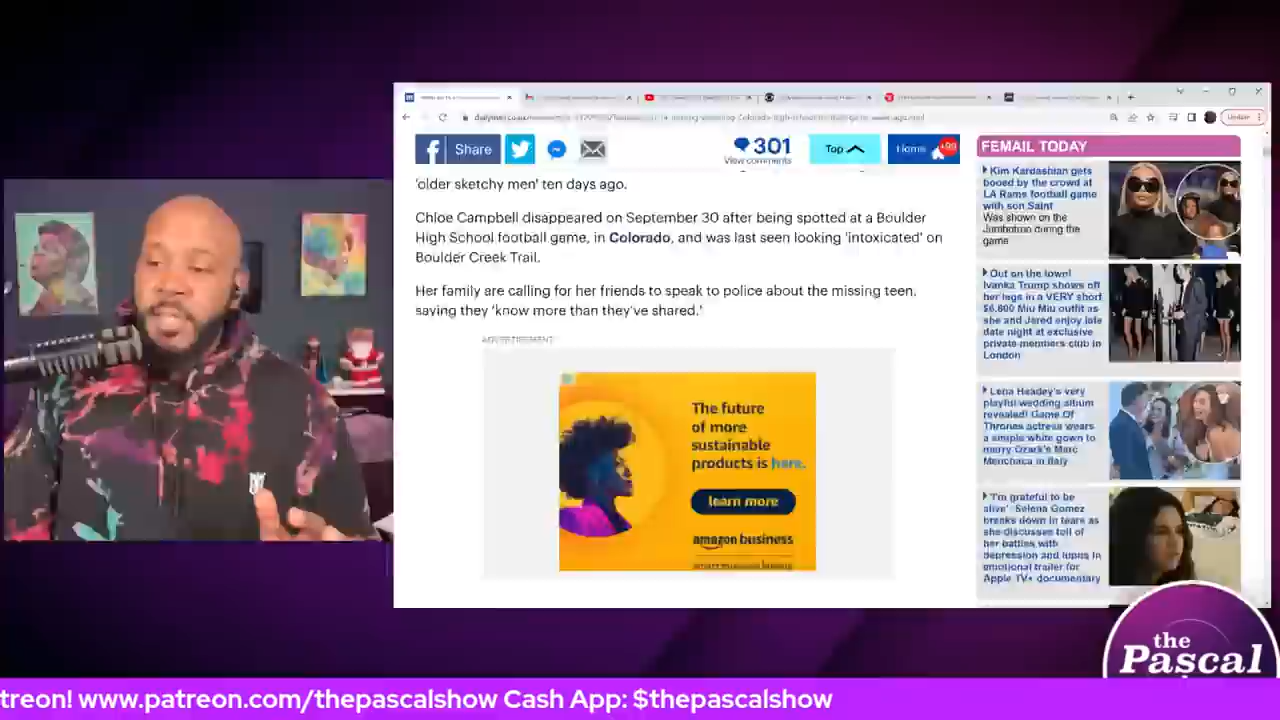 Update
Share
301
View comments
Top
Home
+99
'older sketchy men' ten days ago.
Chloe Campbell disappeared on September 30 after being spotted at a Boulder
High School football game, in Colorado, and was last seen looking 'intoxicated' on
Boulder Creek Trail.
Her family are calling for her friends to speak to police about the missing teen,
saying they 'know more than they've shared.'
ADVERTISEMENT
The future
of more
sustainable
products is here.
learn more
amazon business
FEMAIL TODAY
Kim Kardashian gets
booed by the crowd at
LA Rams football game
with son Saint
Was shown on the
Jumbotron during the
game
Out on the town!
Ivanka Trump shows off
her legs in a VERY short
$6,600 Miu Miu outfit as
she and Jared enjoy late
date night at exclusive
private members club in
London
Lena Headey's very
playful wedding album
revealed! Game Of
Thrones actress wears
a simple white gown to
marry Ozark's Marc
Menchaca in Italy
'I'm grateful to be
alive' Selena Gomez
breaks down in tears as
she discusses toll of
her battles with
depression and lupus in
emotional trailer for
Apple TV+ documentary
the
Pascal
treon! www.patreon.com/thepascalshow Cash App: $thepascalshow